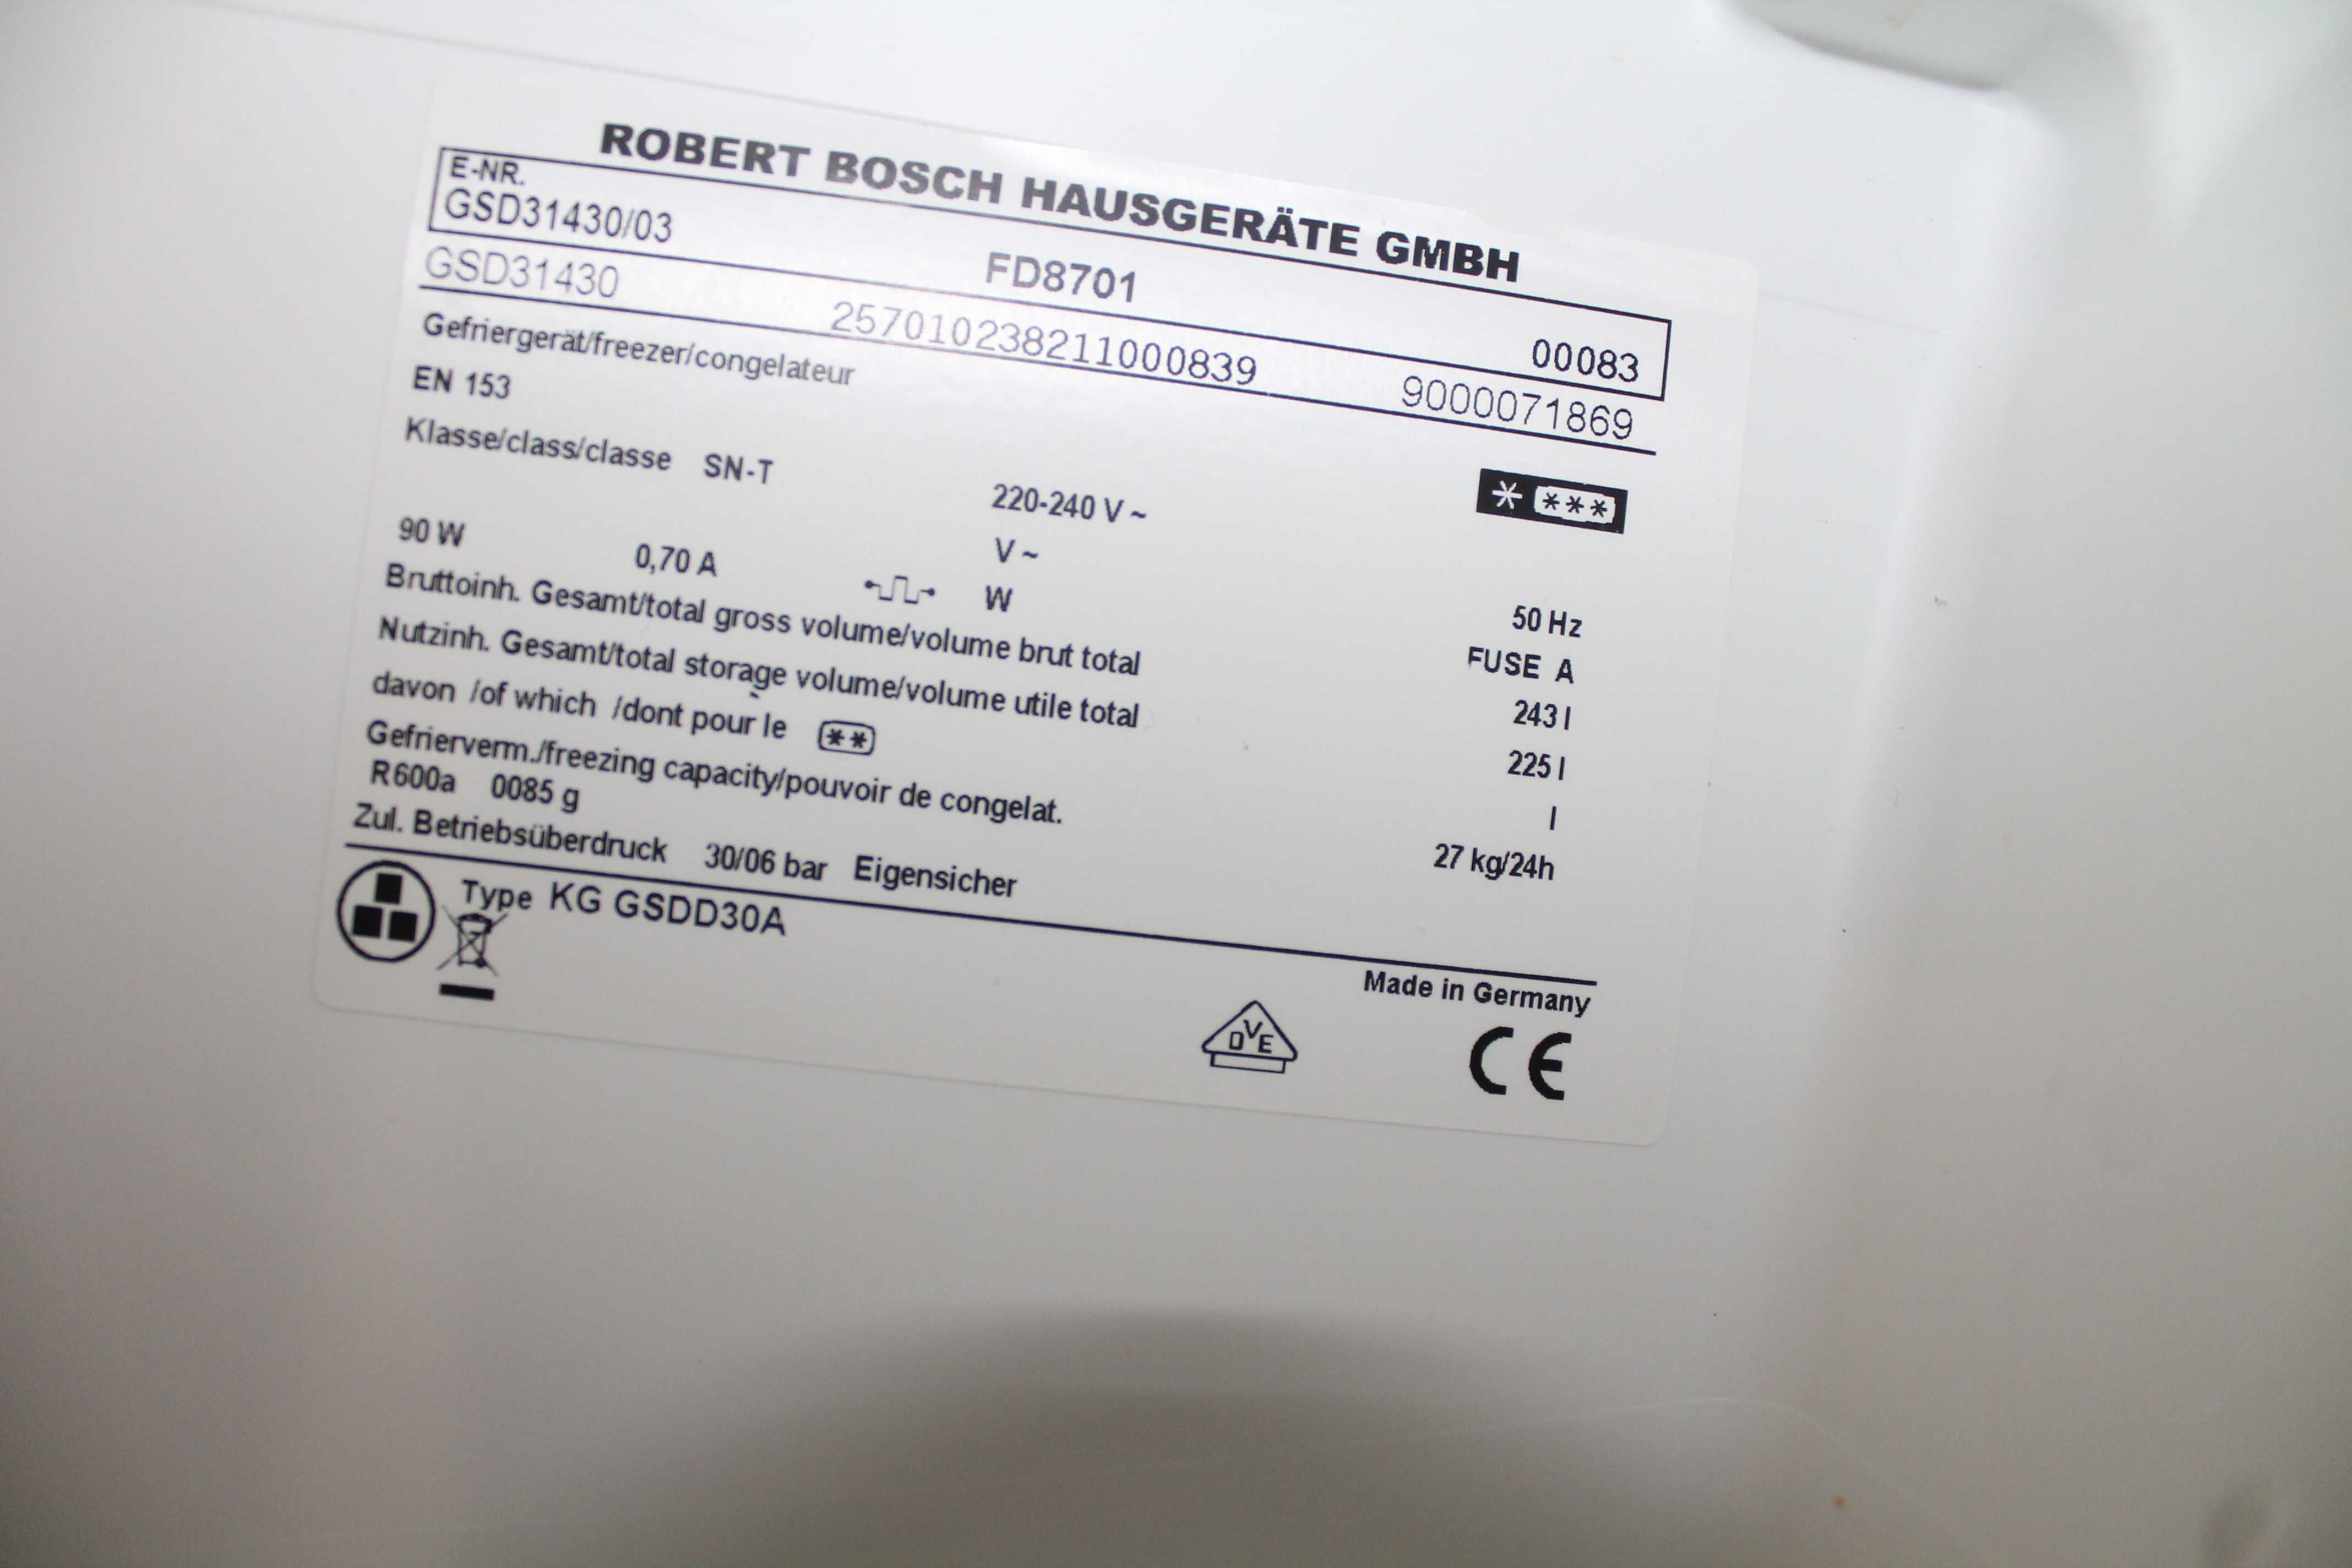 ROBERT BOSCH HAUSGERÄTE GMBH
E-NR.
GSD31430/03 FD8701 00083
GSD31430 257010238211000839 9000071869
Gefriergerät/freezer/congelateur
EN 153 * ***
Klasse/class/classe SN-T 220-240 V ~ 50 Hz
V ~ FUSE A
90 W 0,70 A W
Bruttoinh. Gesamt/total gross volume/volume brut total 243 l
Nutzinh. Gesamt/total storage volume/volume utile total 225 l
davon /of which /dont pour le ** l
Gefrierverm./freezing capacity/pouvoir de congelat. 27 kg/24h
R600a 0085 g
Zul. Betriebsüberdruck 30/06 bar Eigensicher
Type KG GSDD30A Made in Germany
DVE CE